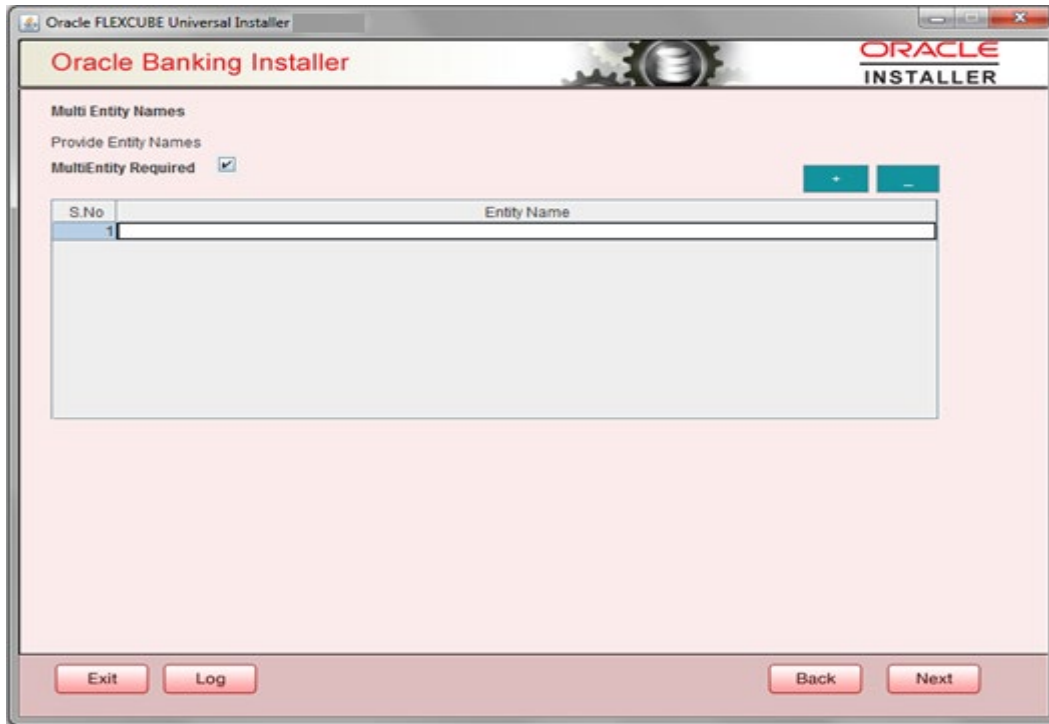 Oracle FLEXCUBE Universal Installer
Oracle Banking Installer
ORACLE
INSTALLER
Multi Entity Names
Provide Entity Names
MultiEntity Required
+ _
S.No Entity Name
1
Exit Log Back Next